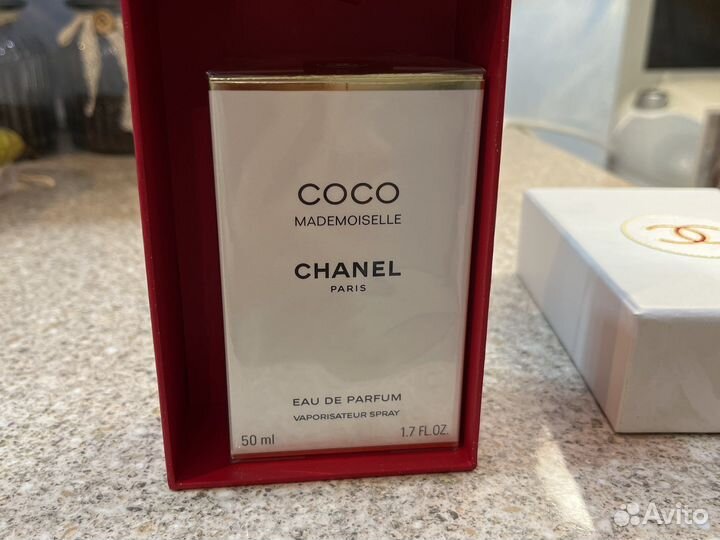 COCO
MADEMOISELLE
CHANEL
PARIS
EAU DE PARFUM
VAPORISATEUR SPRAY
50 ml 1.7 FL.OZ.
Avito